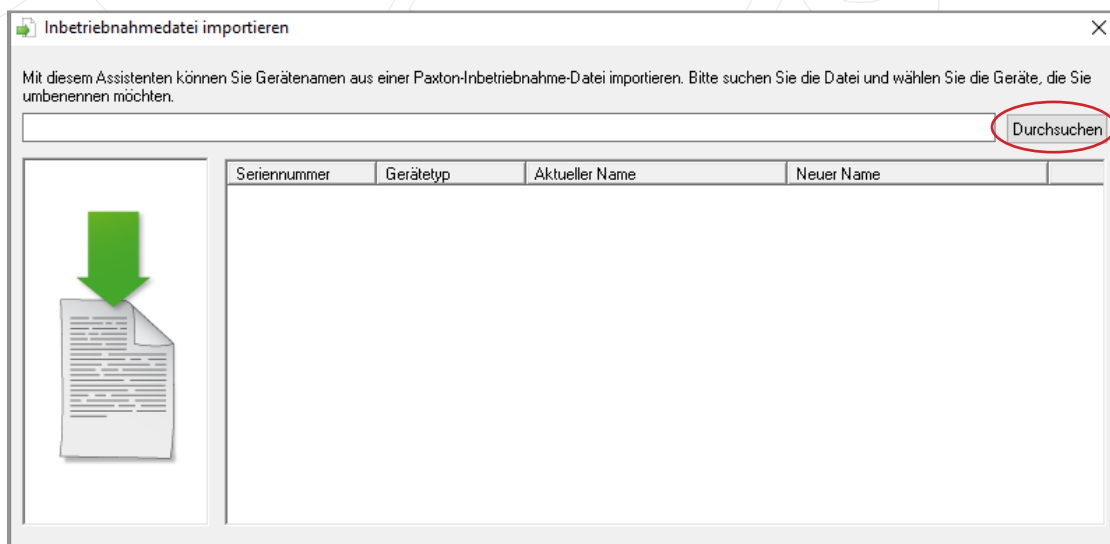 Inbetriebnahmedatei importieren
Mit diesem Assistenten können Sie Gerätenamen aus einer Paxton-Inbetriebnahme-Datei importieren. Bitte suchen Sie die Datei und wählen Sie die Geräte, die Sie
umbenennen möchten.
Durchsuchen
Seriennummer Gerätetyp Aktueller Name Neuer Name